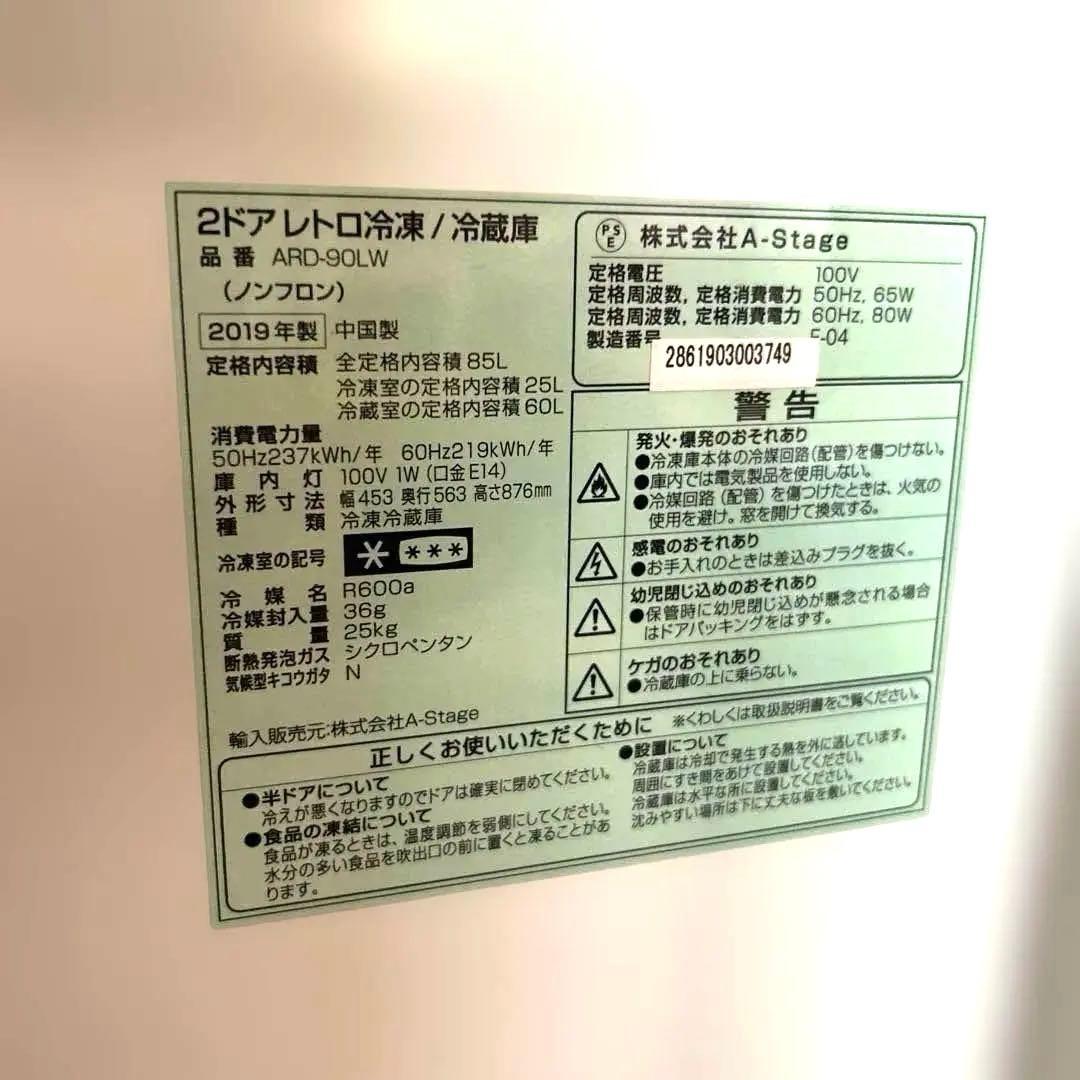 2ドアレトロ冷凍/冷蔵庫
品番 ARD-90LW
(ノンフロン)
2019年製 中国製
定格内容積 全定格内容積85L
冷凍室の定格内容積25L
冷蔵室の定格内容積60L
消費電力量
50Hz237kWh/年 60Hz219kWh/年
庫内灯 100V 1W(口金E14)
外形寸法 幅453 奥行563 高さ876mm
種類 冷凍冷蔵庫
冷凍室の記号 * ***
冷媒名 R600a
冷媒封入量 36g
質量 25kg
断熱発泡ガス シクロペンタン
気候型キコウガタ N
輸入販売元:株式会社A-Stage
PSE 株式会社A-Stage
定格電圧 100V
定格周波数, 定格消費電力 50Hz, 65W
定格周波数, 定格消費電力 60Hz, 80W
製造番号 -04
2861903003749
警告
発火・爆発のおそれあり
●冷凍庫本体の冷媒回路(配管)を傷つけない。
●庫内では電気製品を使用しない。
●冷媒回路(配管)を傷つけたときは、火気の
使用を避け。窓を開けて換気する。
感電のおそれあり
●お手入れのときは差込みプラグを抜く。
幼児閉じ込めのおそれあり
●保管時に幼児閉じ込めが懸念される場合
はドアパッキングをはずす。
ケガのおそれあり
●冷蔵庫の上に乗らない。
正しくお使いいただくために ※くわしくは取扱説明書をご覧ください。
●半ドアについて
冷えが悪くなりますのでドアは確実に閉めてください。
●食品の凍結について
食品が凍るときは、温度調節を弱側にしてください。
水分の多い食品を吹出口の前に置くと凍ることがあ
ります。
●設置について
冷蔵庫は冷却で発生する熱を外に逃しています。
周囲にすき間をあけて設置してください。
冷蔵庫は水平な所に設置してください。
沈みやすい場所は下に丈夫な板を敷いてください。